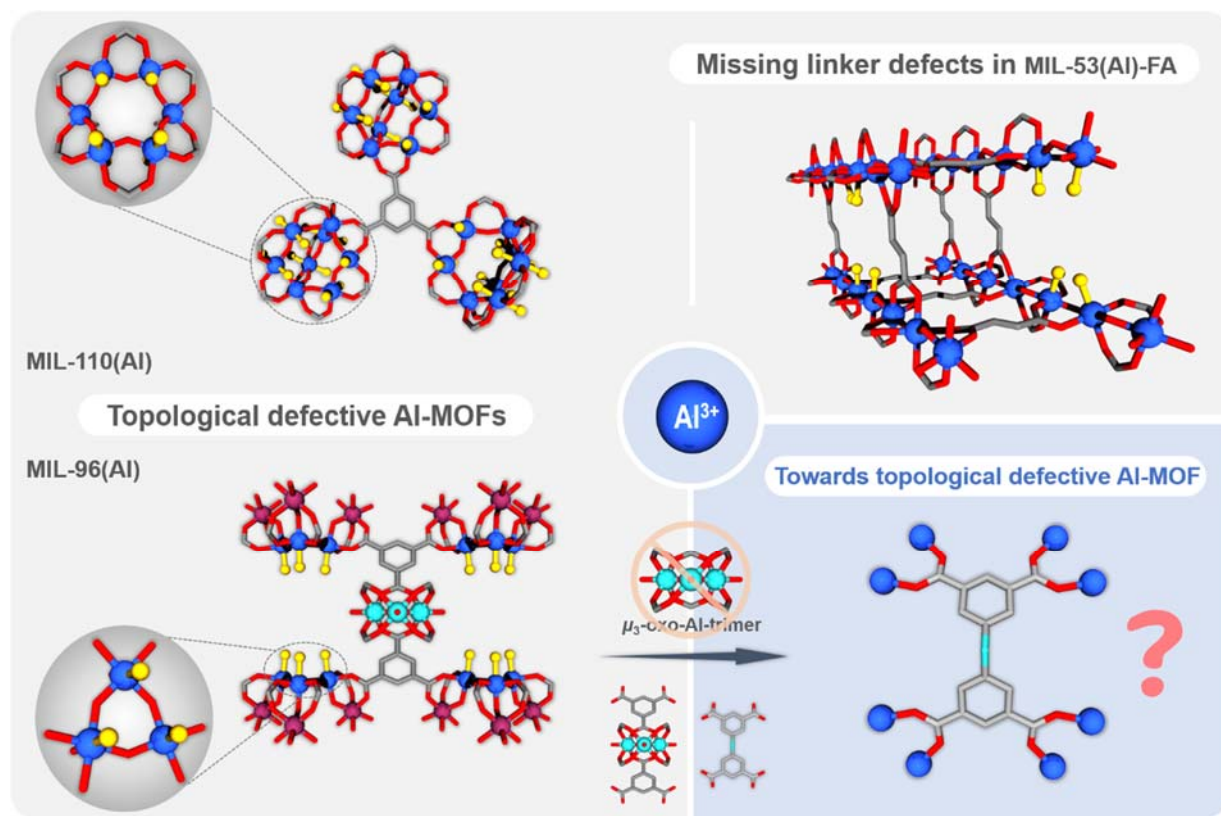 Missing linker defects in MIL-53(Al)-FA
MIL-110(Al)
Topological defective Al-MOFs
MIL-96(Al)
Al³⁺
Towards topological defective Al-MOF
μ₃-oxo-Al-trimer
?